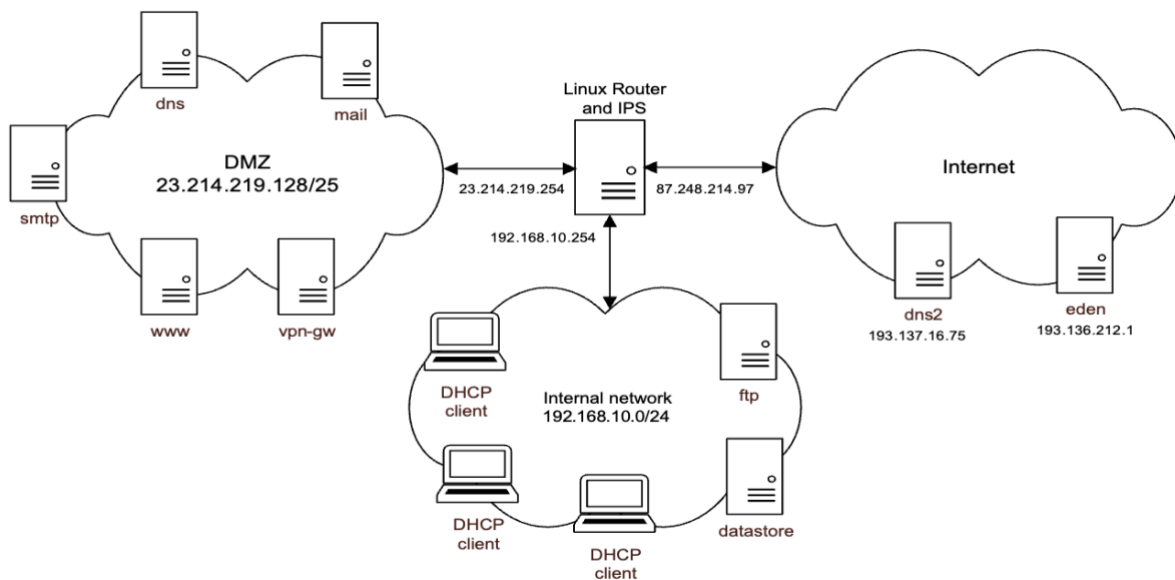 dns
mail
Linux Router
and IPS
DMZ
23.214.219.128/25
23.214.219.254
87.248.214.97
Internet
smtp
192.168.10.254
www
vpn-gw
dns2
193.137.16.75
eden
193.136.212.1
DHCP
client
Internal network
192.168.10.0/24
ftp
DHCP
client
DHCP
client
datastore